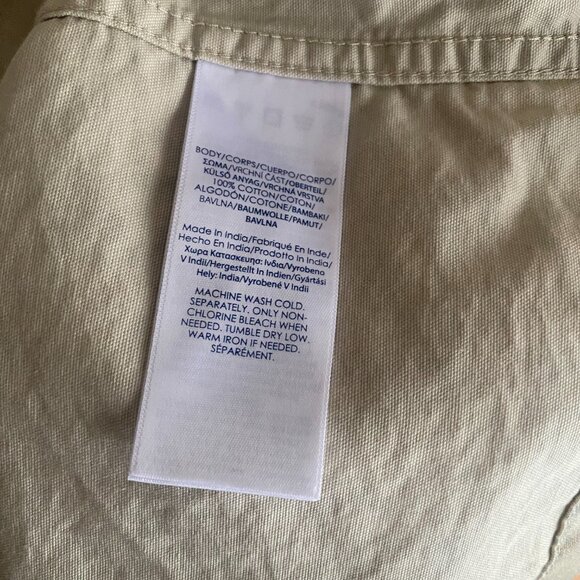 BODY/CORPS/CUERPO/CORPO/
ΣΩΜΑ/VRCHNÍ ČÁST/OBERTEIL/
KÜLSŐ ANYAG/VRCHNÁ VRSTVA
100% COTTON/COTON/
ALGODÓN/COTONE/BAMBAKI/
BAVLNA/BAUMWOLLE/PAMUT/
BAVLNA
Made In India/Fabriqué En Inde/
Hecho En India/Prodotto In India/
Χωρα Κατασκευησ: Ινδια/Vyrobeno
V Indii/Hergestellt In Indien/Gyártási
Hely: India/Vyrobené V Indii
MACHINE WASH COLD.
SEPARATELY. ONLY NON-
CHLORINE BLEACH WHEN
NEEDED. TUMBLE DRY LOW.
WARM IRON IF NEEDED.
SÉPARÉMENT.